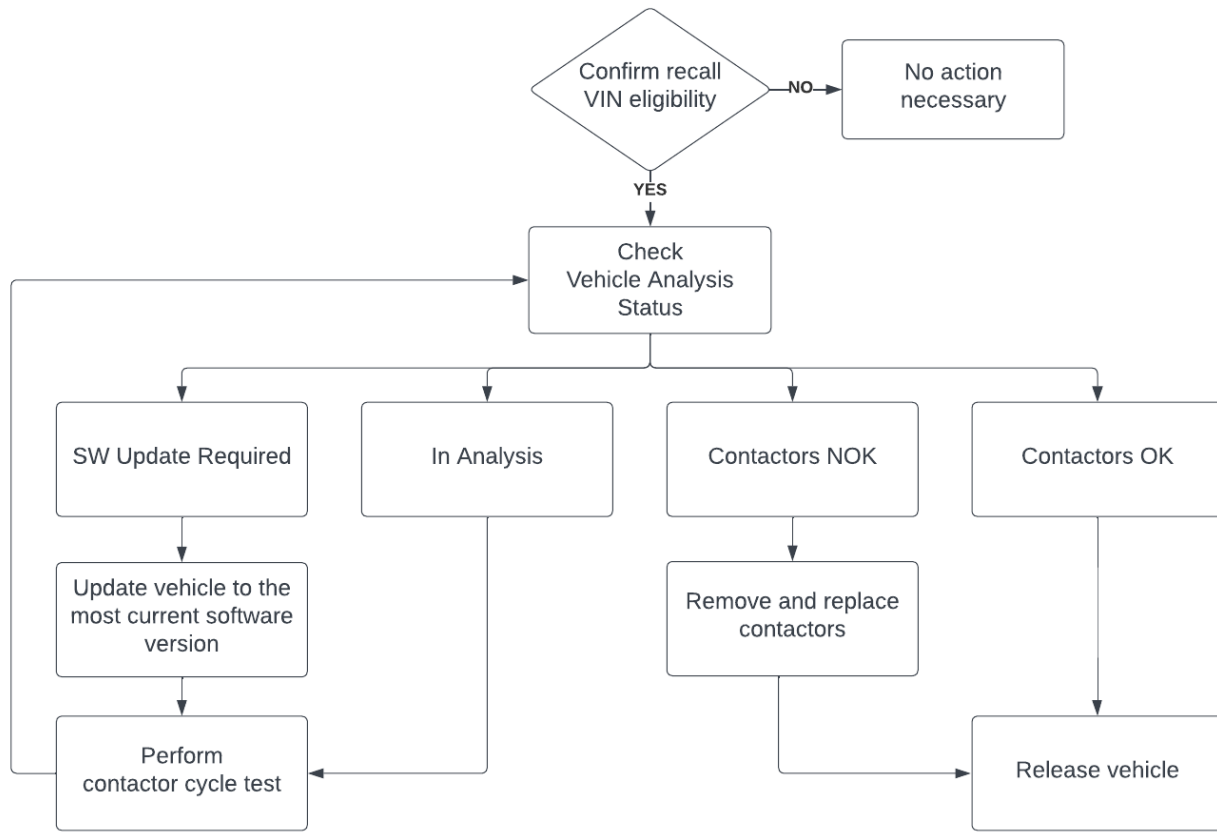 Confirm recall
VIN eligibility
NO
No action
necessary
YES
Check
Vehicle Analysis
Status
SW Update Required
In Analysis
Contactors NOK
Contactors OK
Update vehicle to the
most current software
version
Remove and replace
contactors
Perform
contactor cycle test
Release vehicle